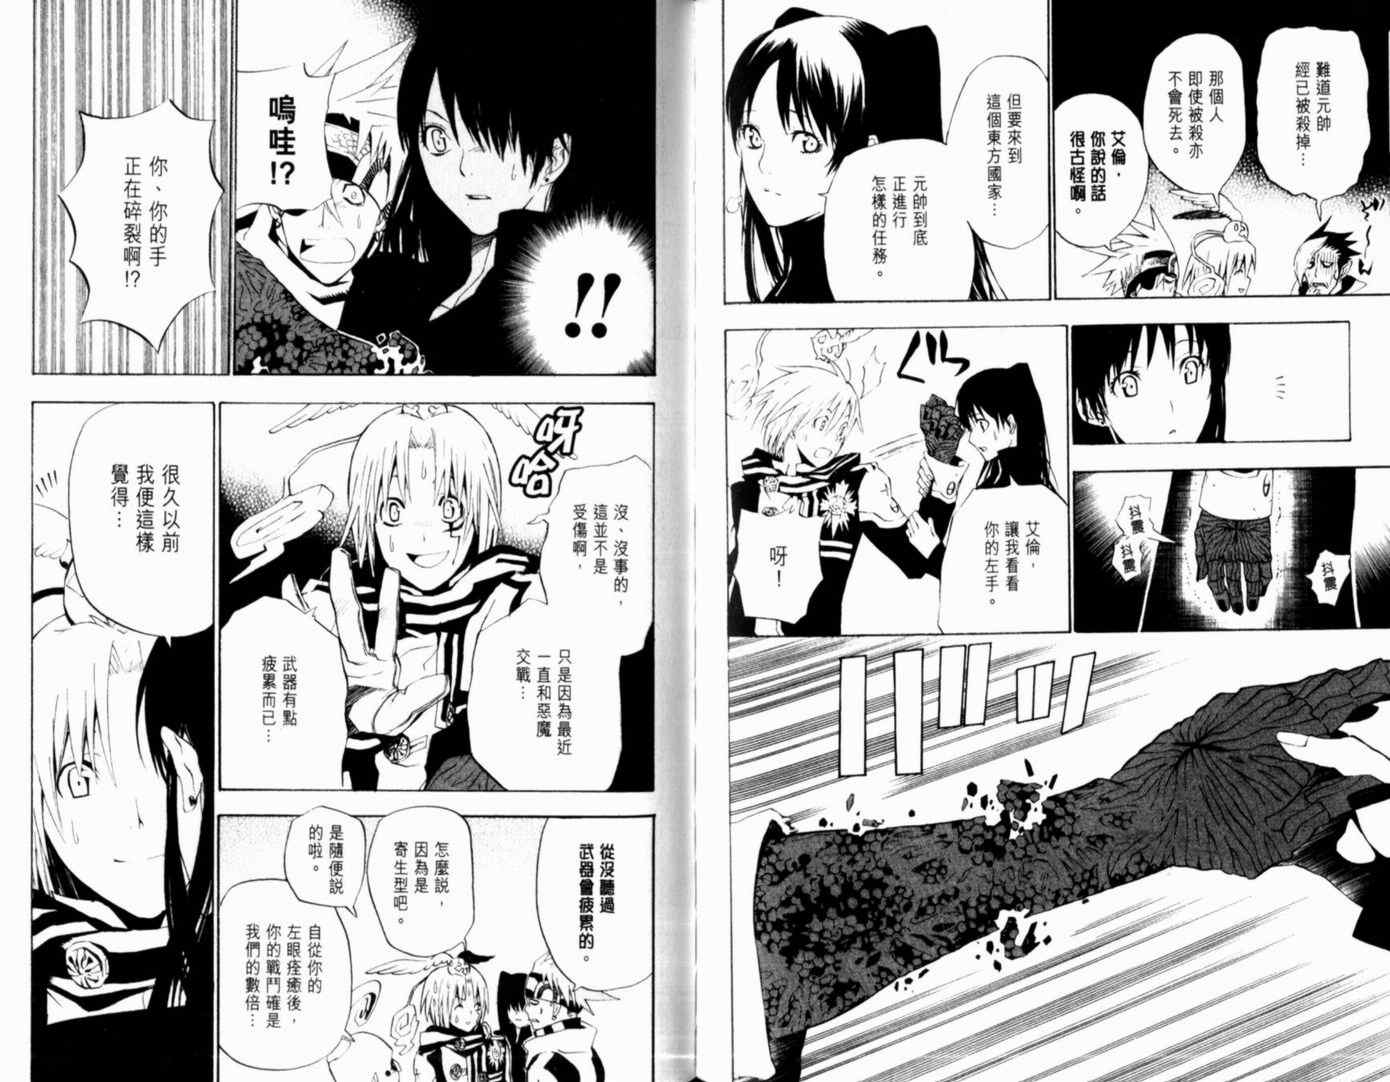 難道元帥
經已被殺掉…
那個人
即使被殺亦
不會死去。
艾倫，
你說的話
很古怪啊。
但要來到
這個東方國家…
元帥到底
正進行
怎樣的任務。
抖震
抖震
抖震
艾倫，
讓我看看
你的左手。
呀！
!!
嗚哇!?
你、你的手
正在碎裂啊!?
呀哈
沒、沒事的，
這並不是
受傷啊，
只是因為最近
一直和惡魔
交戰…
武器有點
疲累而已…
很久以前
我便這樣
覺得…
從沒聽過
武器會疲累的。
怎麼說，
因為是
寄生型吧。
是隨便說
的啦。
自從你的
左眼痊癒後，
你的戰鬥確是
我們的數倍…